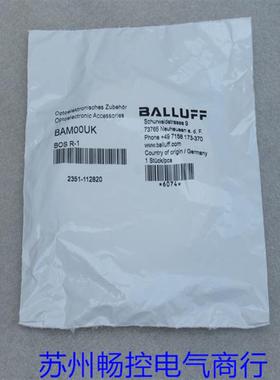 Optoelektronisches Zubehör
Optoelectronic Accessories
BAM00UK
BOS R-1
2351-112820
BALLUFF
Schurwaldstrasse 9
73765 Neuhausen a. d. F.
Phone +49 7158 173-370
www.balluff.com
Country of origin / Germany
1 Stück/pcs
*6074*
苏州畅控电气商行